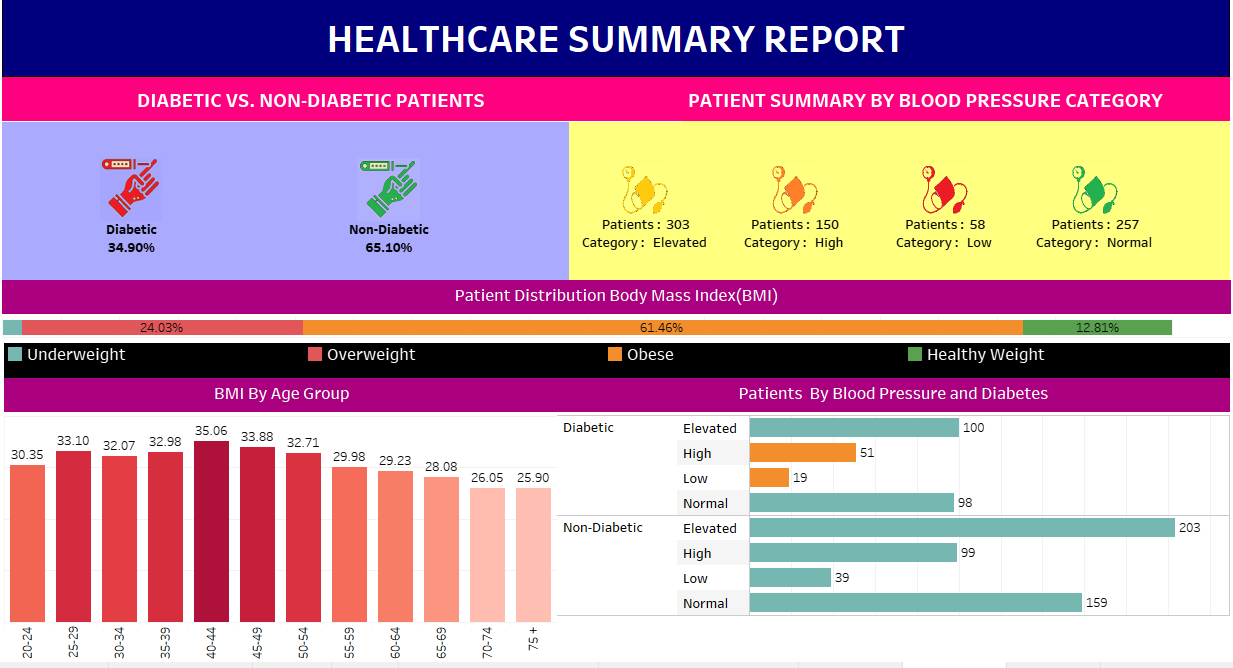 HEALTHCARE SUMMARY REPORT
DIABETIC VS. NON-DIABETIC PATIENTS
PATIENT SUMMARY BY BLOOD PRESSURE CATEGORY
Diabetic
34.90%
Non-Diabetic
65.10%
Patients: 303
Category: Elevated
Patients: 150
Category: High
Patients: 58
Category: Low
Patients: 257
Category: Normal
Patient Distribution Body Mass Index(BMI)
24.03%
61.46%
12.81%
Underweight
Overweight
Obese
Healthy Weight
BMI By Age Group
30.35
33.10
32.07
32.98
35.06
33.88
32.71
29.98
29.23
28.08
26.05
25.90
20-24
25-29
30-34
35-39
40-44
45-49
50-54
55-59
60-64
65-69
70-74
75 +
Patients By Blood Pressure and Diabetes
Diabetic
Elevated
100
High
51
Low
19
Normal
98
Non-Diabetic
Elevated
203
High
99
Low
39
Normal
159